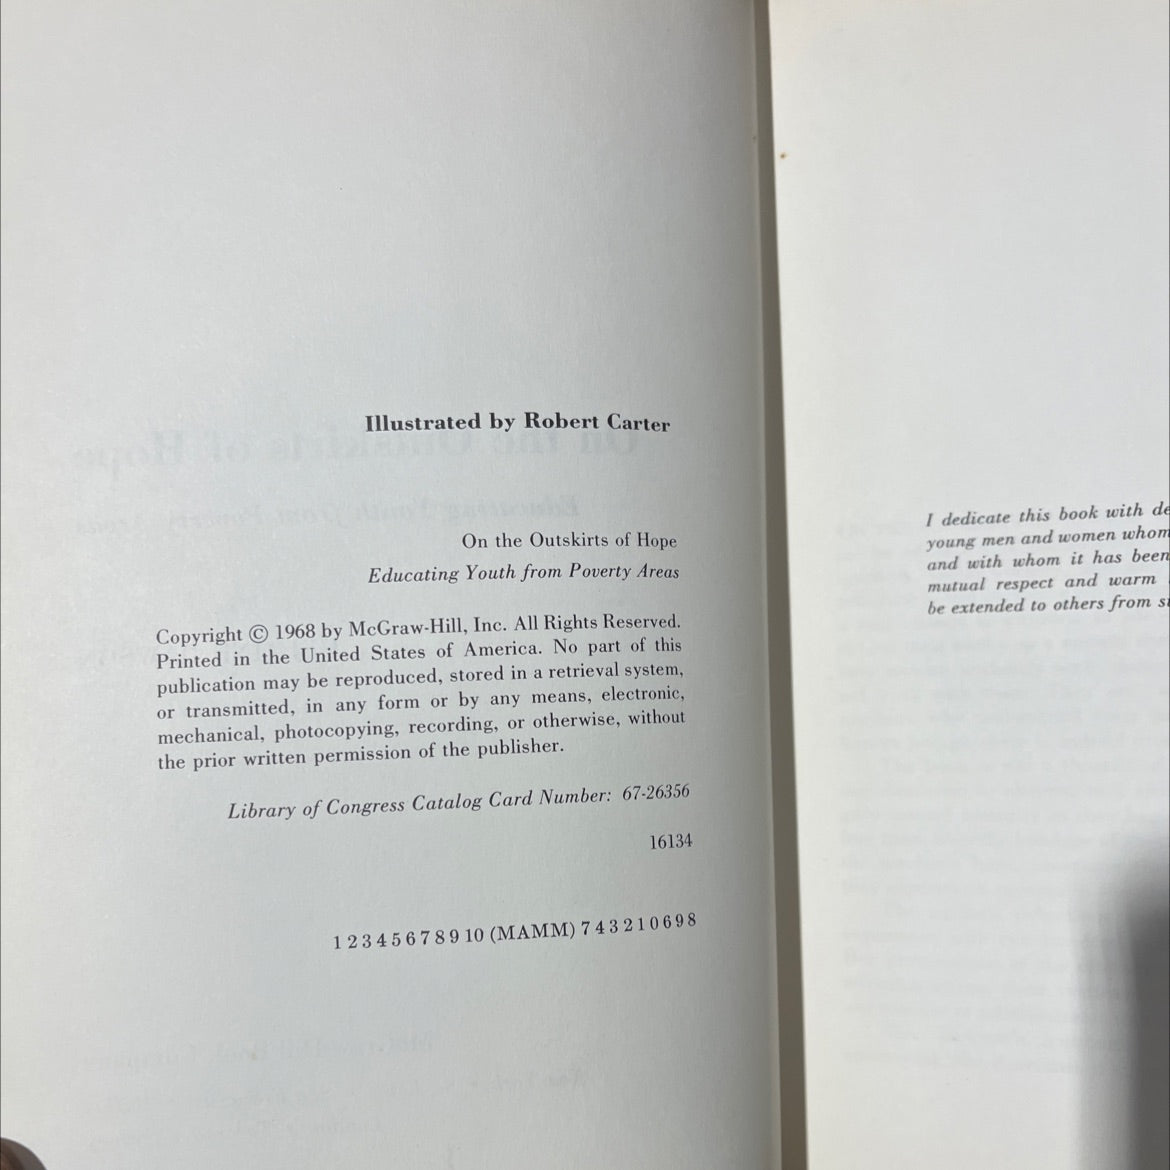 Illustrated by Robert Carter
On the Outskirts of Hope
Educating Youth from Poverty Areas
Copyright © 1968 by McGraw-Hill, Inc. All Rights Reserved.
Printed in the United States of America. No part of this
publication may be reproduced, stored in a retrieval system,
or transmitted, in any form or by any means, electronic,
mechanical, photocopying, recording, or otherwise, without
the prior written permission of the publisher.
Library of Congress Catalog Card Number: 67-26356
16134
1 2 3 4 5 6 7 8 9 10 (MAMM) 7 4 3 2 1 0 6 9 8
I dedicate this book with
young men and women whom
and with whom it has been
mutual respect and warm
be extended to others from